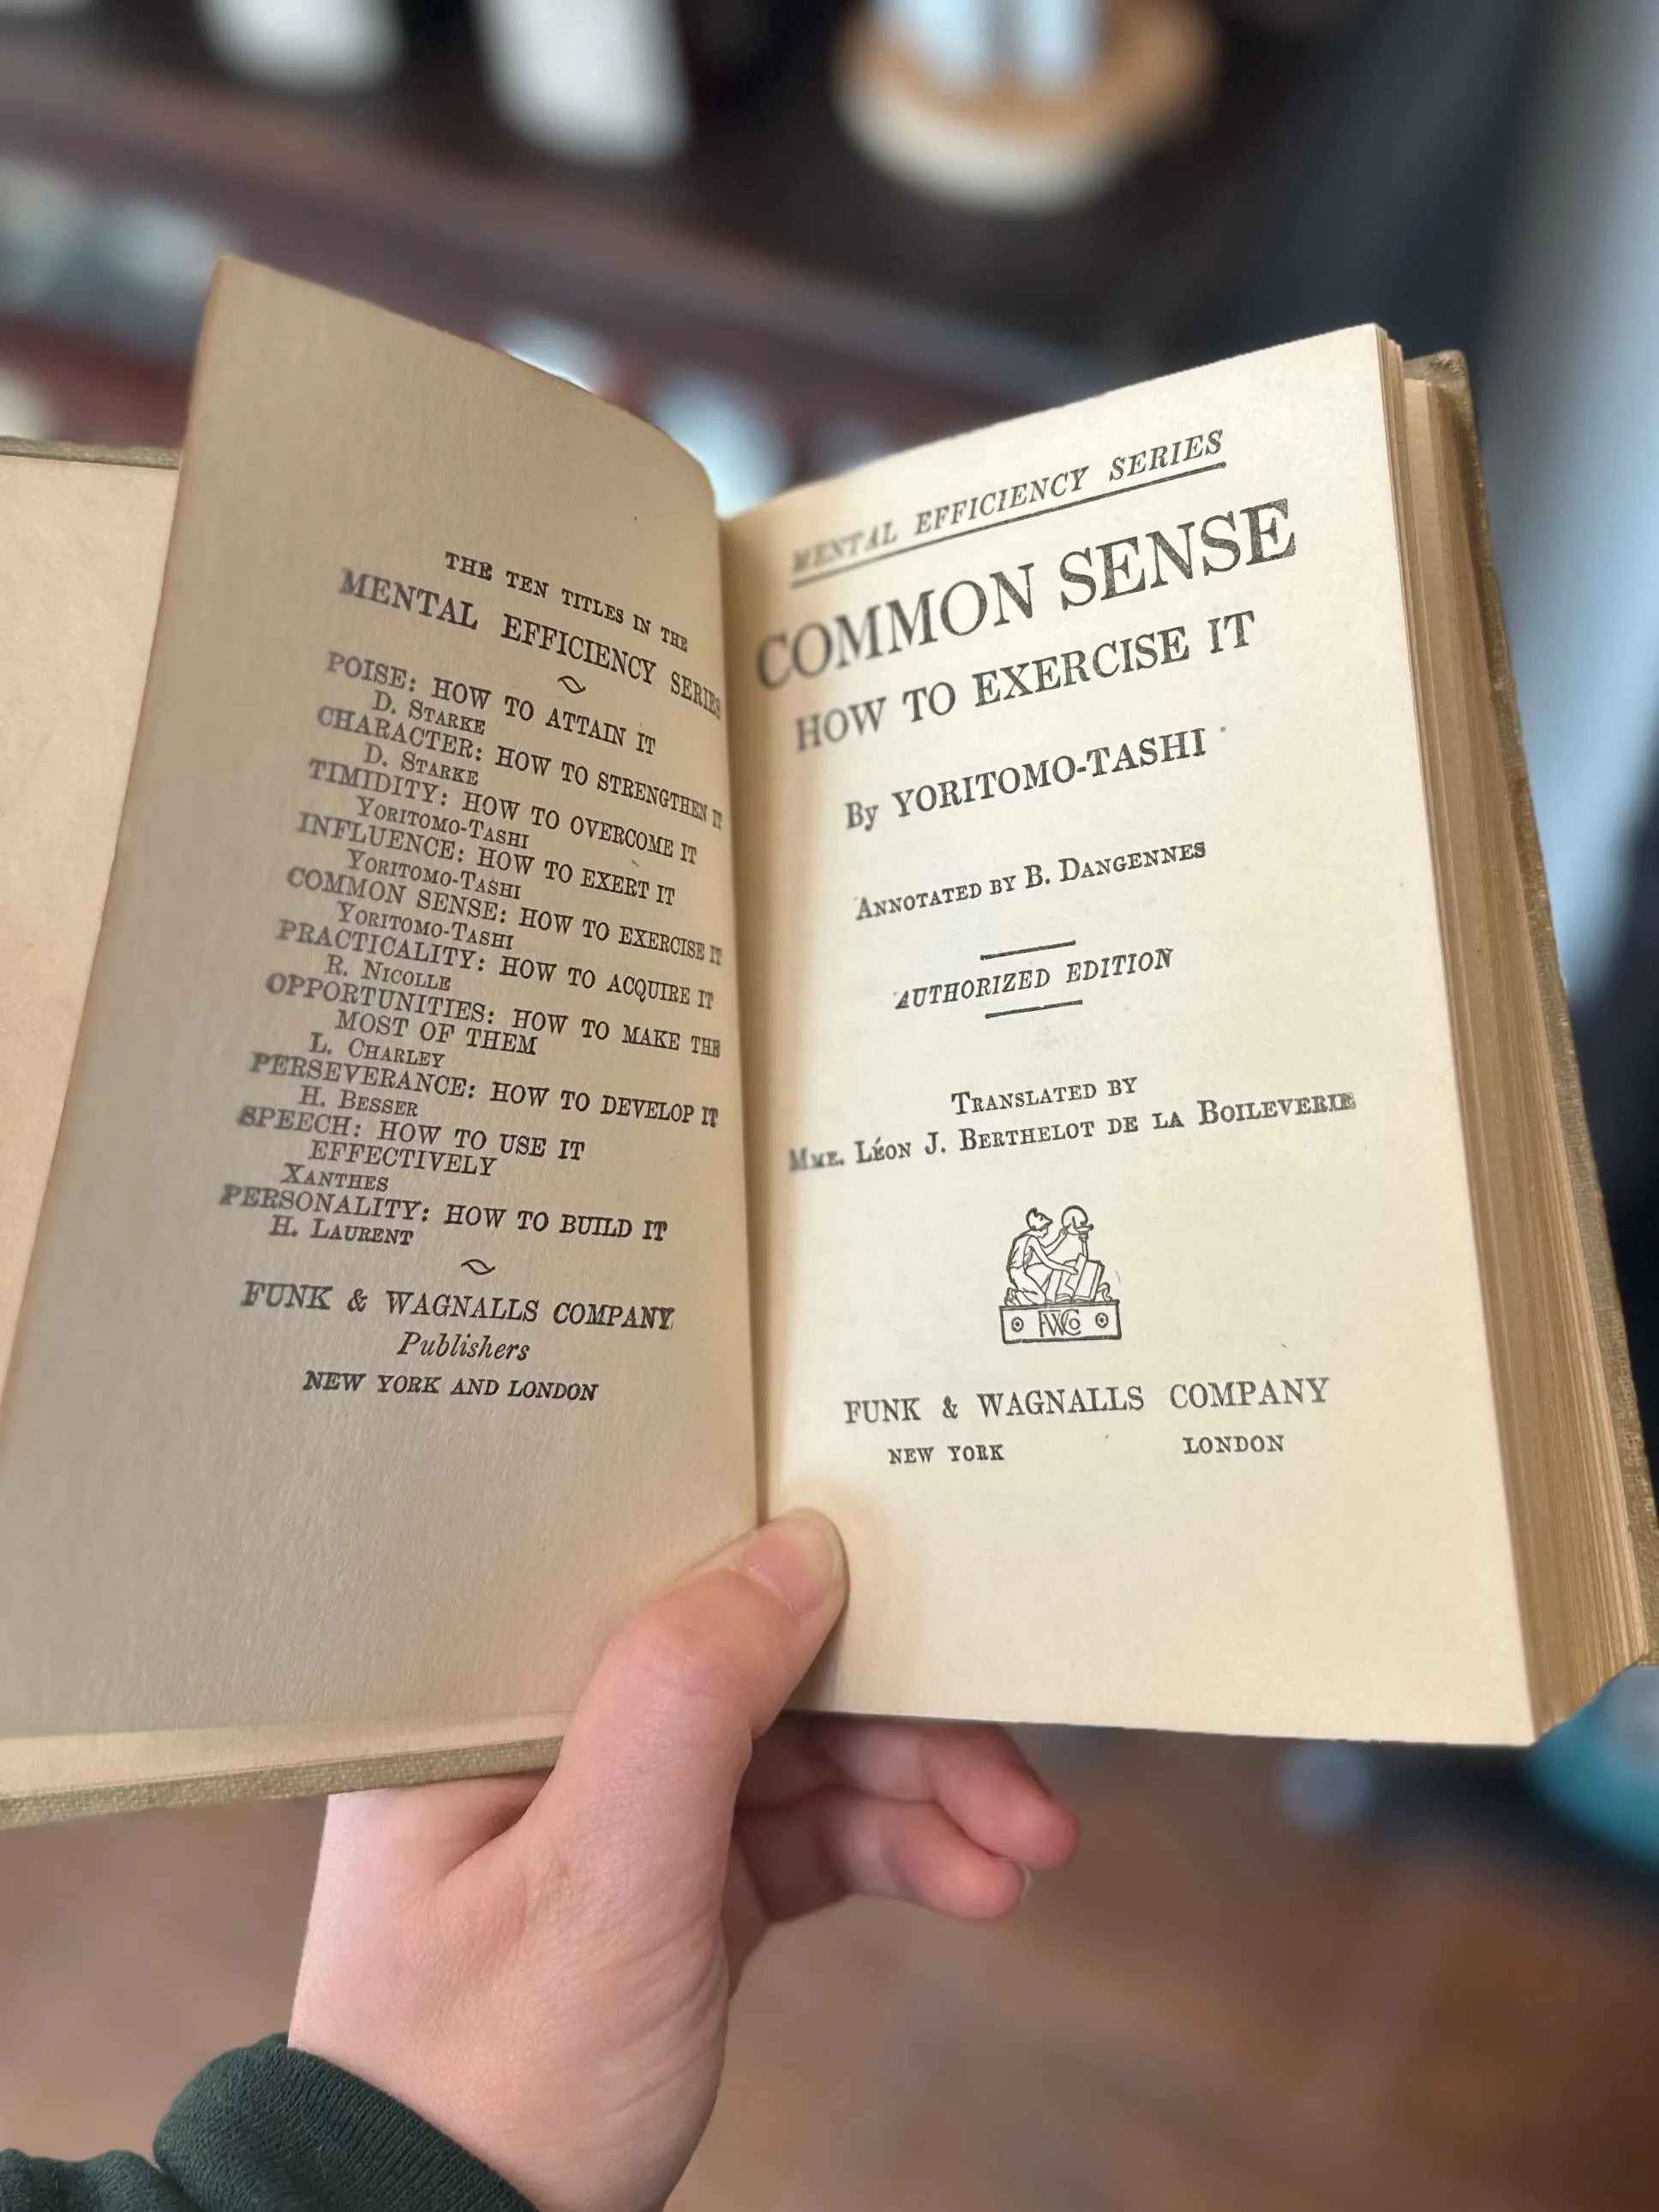 THE TEN TITLES IN THE
MENTAL EFFICIENCY SERIES
POISE: HOW TO ATTAIN IT
D. STARKE
CHARACTER: HOW TO STRENGTHEN IT
D. STARKE
TIMIDITY: HOW TO OVERCOME IT
YORITOMO-TASHI
INFLUENCE: HOW TO EXERT IT
YORITOMO-TASHI
COMMON SENSE: HOW TO EXERCISE IT
YORITOMO-TASHI
PRACTICALITY: HOW TO ACQUIRE IT
R. NICOLLE
OPPORTUNITIES: HOW TO MAKE THE
MOST OF THEM
L. CHARLEY
PERSEVERANCE: HOW TO DEVELOP IT
H. BESSER
SPEECH: HOW TO USE IT
EFFECTIVELY
XANTHES
PERSONALITY: HOW TO BUILD IT
H. LAURENT
FUNK & WAGNALLS COMPANY
Publishers
NEW YORK AND LONDON
MENTAL EFFICIENCY SERIES
COMMON SENSE
HOW TO EXERCISE IT
By YORITOMO-TASHI
ANNOTATED BY B. DANGENNES
AUTHORIZED EDITION
TRANSLATED BY
MME. LÉON J. BERTHELOT DE LA BOILEVERIE
FWCo
FUNK & WAGNALLS COMPANY
NEW YORK LONDON